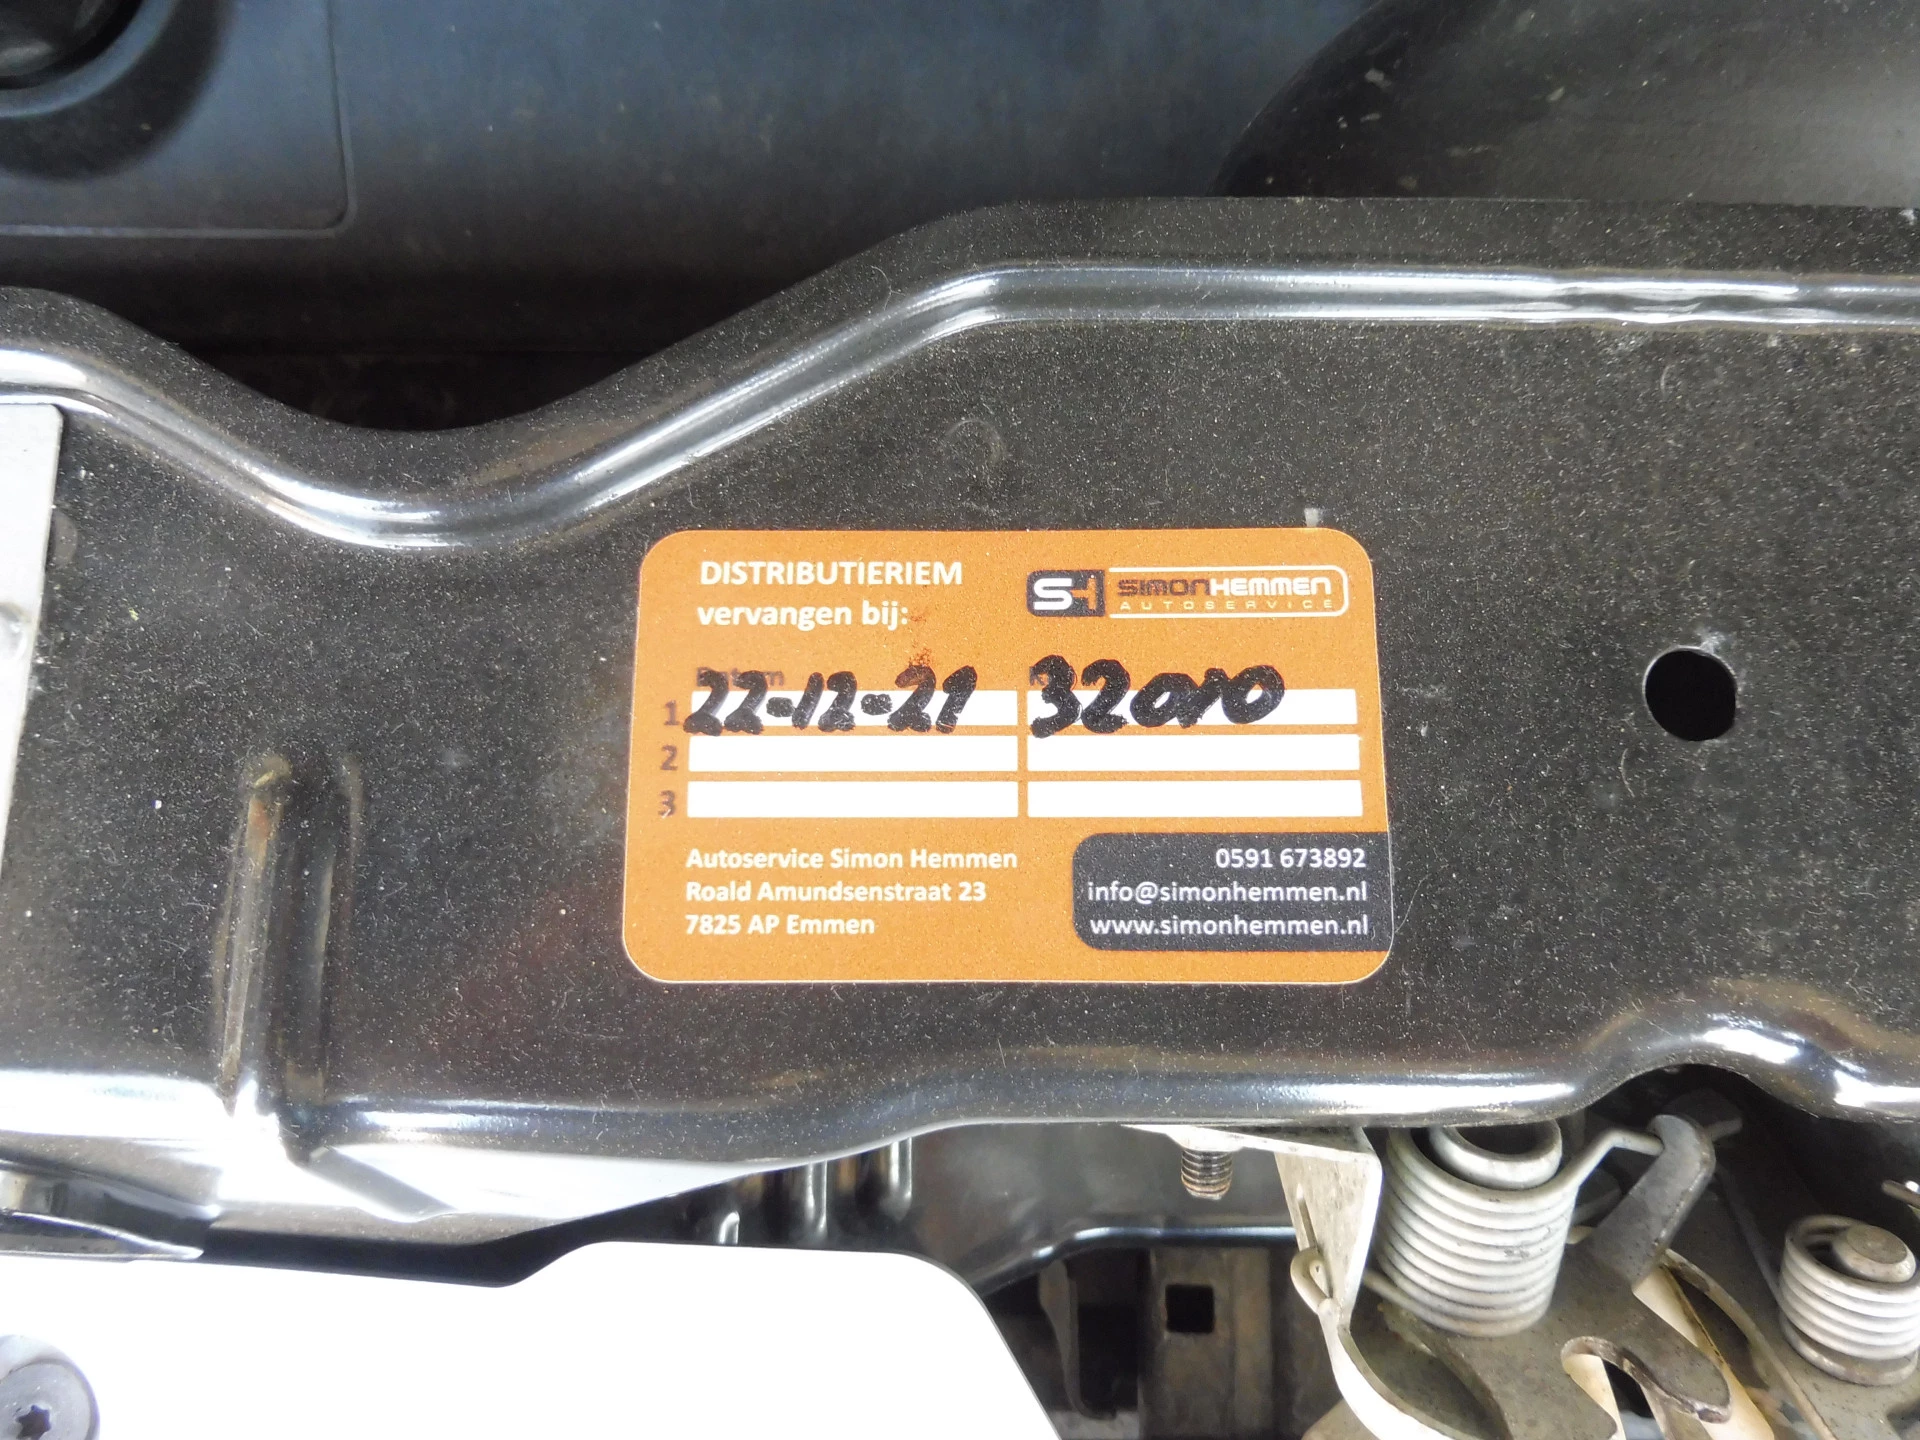 DISTRIBUTIERIEM
vervangen bij:
SH SIMONHEMMEN
AUTOSERVICE
Datum
1 22-12-21
2
3
Autoservice Simon Hemmen
Roald Amundsenstraat 23
7825 AP Emmen
0591 673892
info@simonhemmen.nl
www.simonhemmen.nl